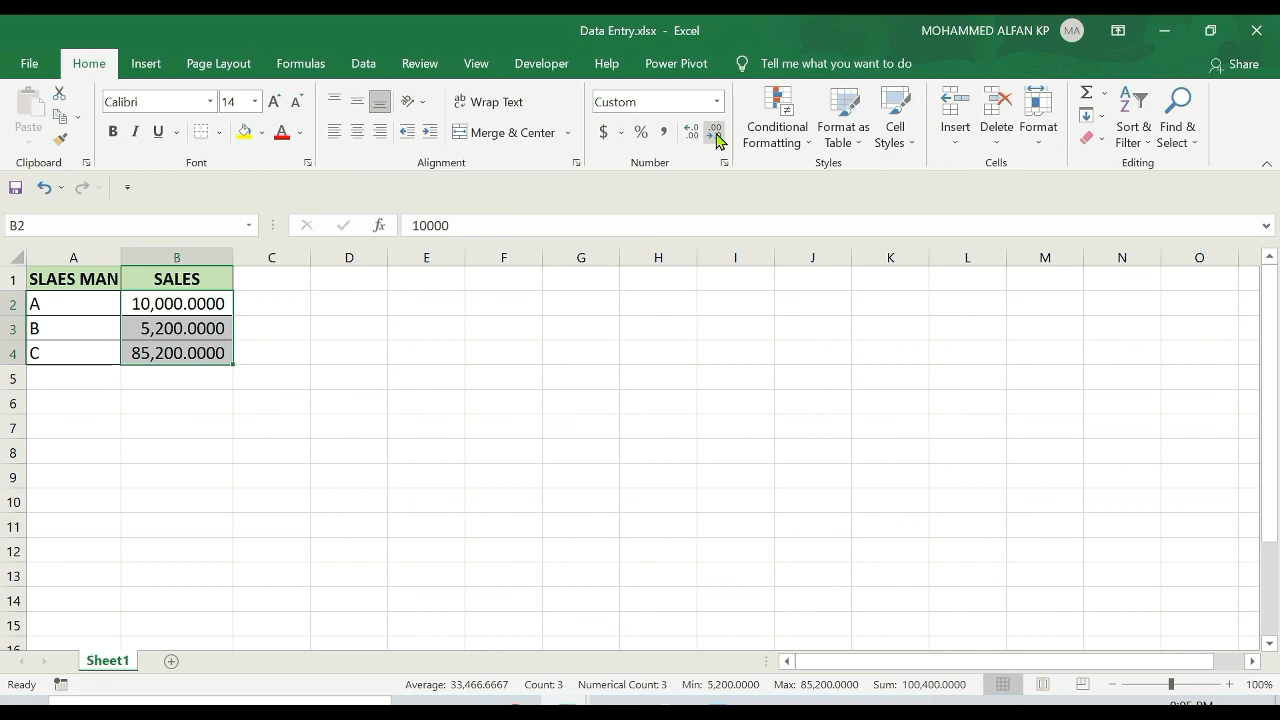 Data Entry.xlsx - Excel
MOHAMMED ALFAN KP
MA
File Home Insert Page Layout Formulas Data Review View Developer Help Power Pivot Tell me what you want to do Share
Paste
Calibri 14
B I U
Wrap Text
Merge & Center
Custom
$ % ,
Conditional Formatting
Format as Table
Cell Styles
Insert
Delete
Format
Sort & Filter
Find & Select
Clipboard Font Alignment Number Styles Cells Editing
B2 fx 10000
A B C D E F G H I J K L M N O
1 SLAES MAN SALES
2 A 10,000.0000
3 B 5,200.0000
4 C 85,200.0000
5
6
7
8
9
10
11
12
13
14
15
Sheet1
Ready Average: 33,466.6667 Count: 3 Numerical Count: 3 Min: 5,200.0000 Max: 85,200.0000 Sum: 100,400.0000 100%